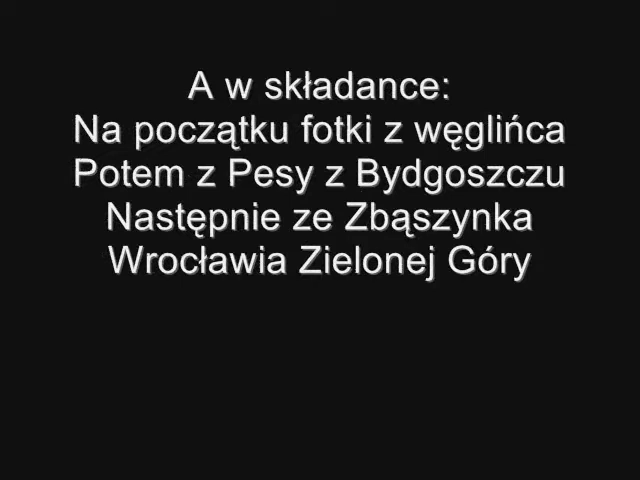 A w składance:
Na początku fotki z węglińca
Potem z Pesy z Bydgoszczu
Następnie ze Zbąszynka
Wrocławia Zielonej Góry